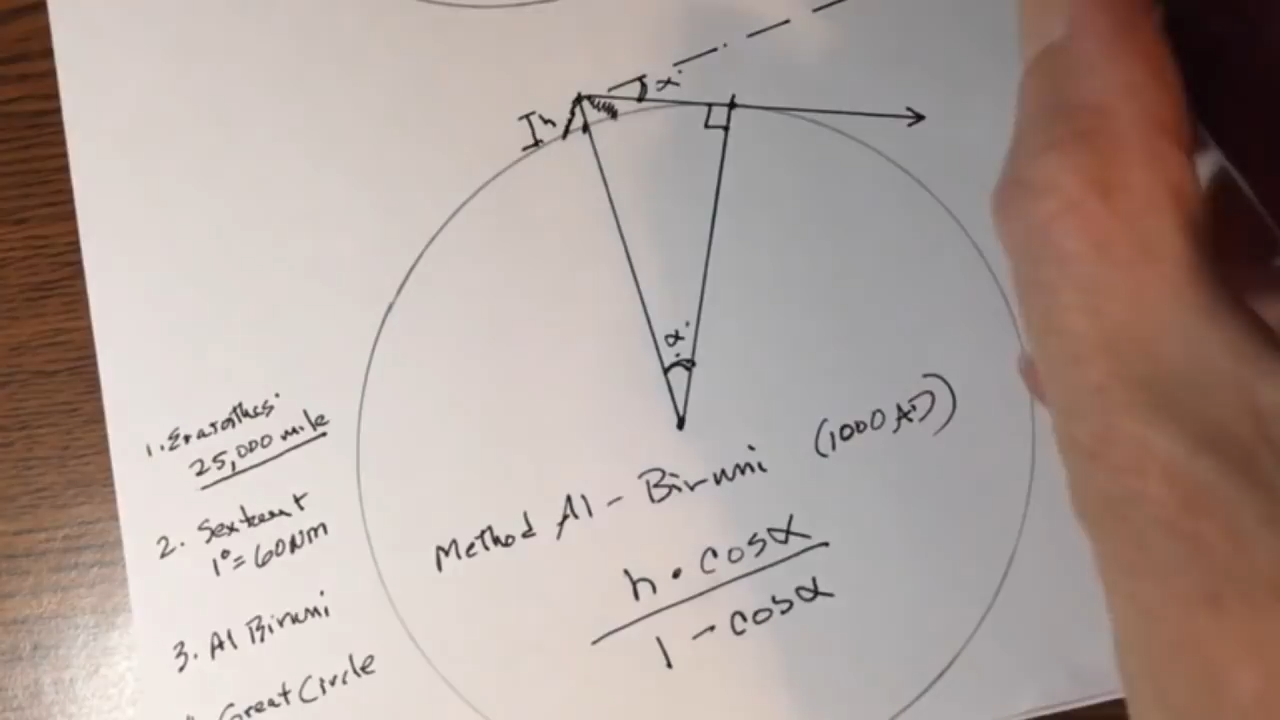 α
h
α
1. Eratosthes
25,000 mile
2. Sextent
1° = 60NM
3. Al Biruni
Great Circle
Method Al-Biruni (1000 AD)
h · cosα
1 - cosα